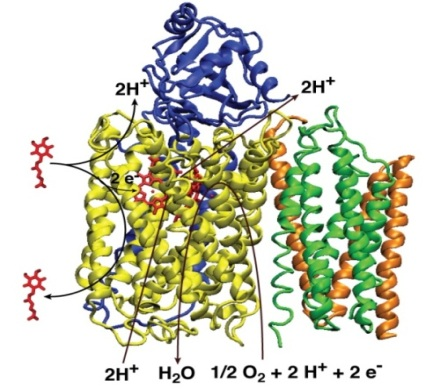 2H⁺ 2H⁺
2 e⁻
2H⁺ H₂O 1/2 O₂ + 2 H⁺ + 2 e⁻